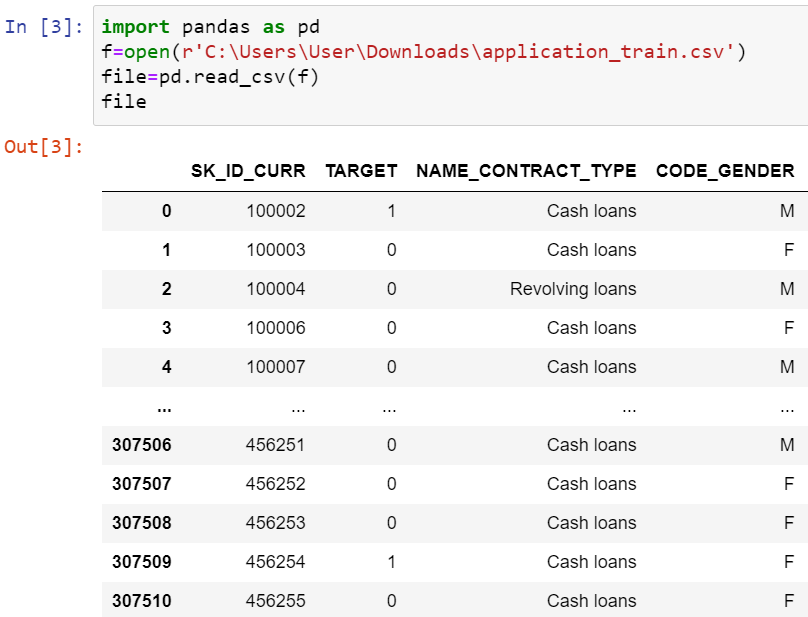 In [3]: import pandas as pd
f=open(r'C:\Users\User\Downloads\application_train.csv')
file=pd.read_csv(f)
file
Out[3]:
SK_ID_CURR TARGET NAME_CONTRACT_TYPE CODE_GENDER
0 100002 1 Cash loans M
1 100003 0 Cash loans F
2 100004 0 Revolving loans M
3 100006 0 Cash loans F
4 100007 0 Cash loans M
... ... ... ... ...
307506 456251 0 Cash loans M
307507 456252 0 Cash loans F
307508 456253 0 Cash loans F
307509 456254 1 Cash loans F
307510 456255 0 Cash loans F